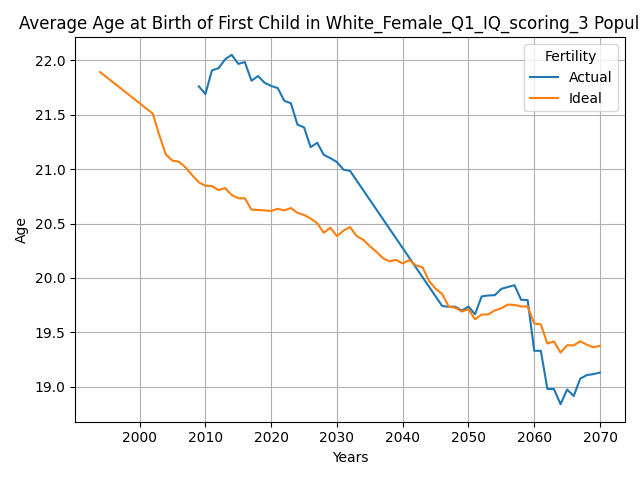 Average Age at Birth of First Child in White_Female_Q1_IQ_scoring_3 Popul
Fertility
Actual
Ideal
22.0
21.5
21.0
20.5
20.0
19.5
19.0
Age
2000 2010 2020 2030 2040 2050 2060 2070
Years